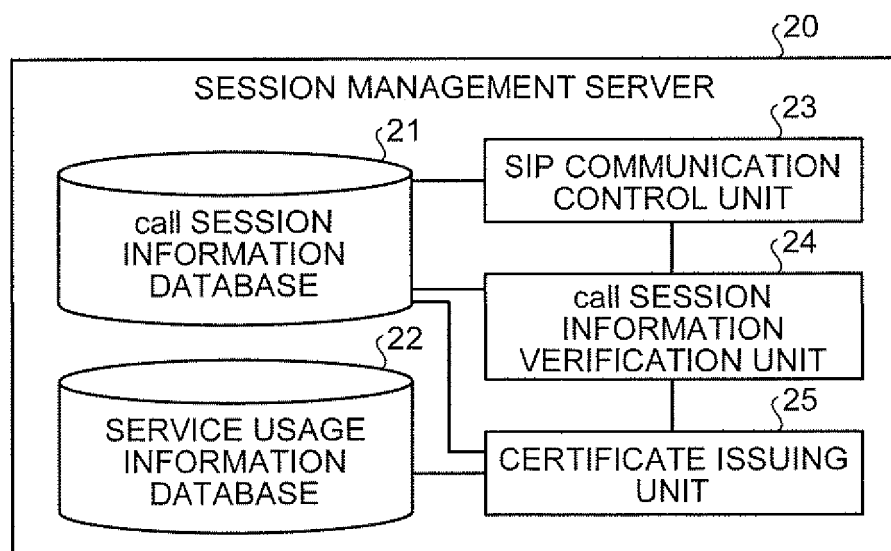 20
SESSION MANAGEMENT SERVER
21
call SESSION
INFORMATION
DATABASE
23
SIP COMMUNICATION
CONTROL UNIT
24
call SESSION
INFORMATION
VERIFICATION UNIT
22
SERVICE USAGE
INFORMATION
DATABASE
25
CERTIFICATE ISSUING
UNIT